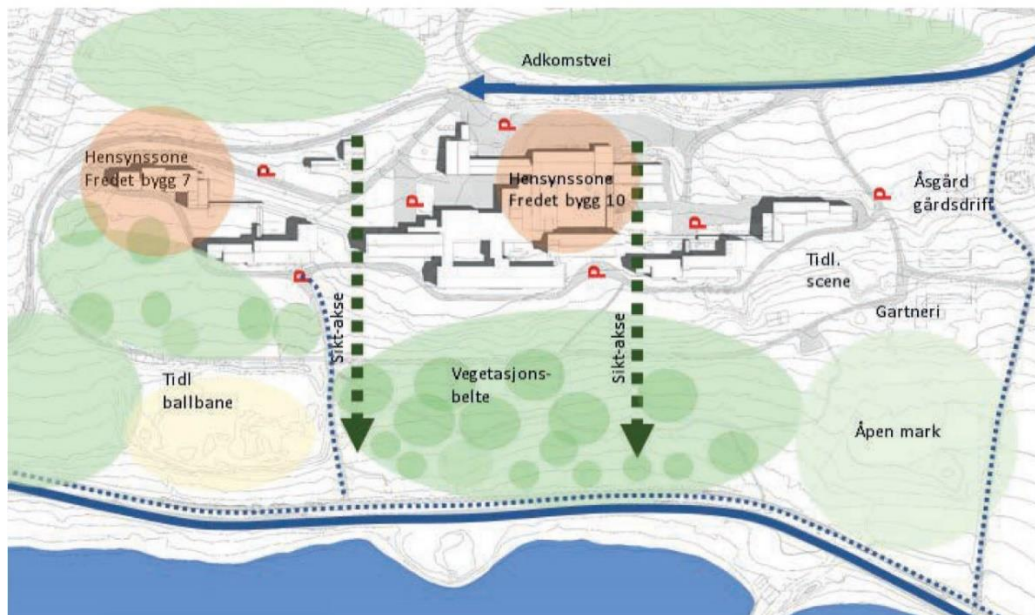 Adkomstvei
P
Hensynssone
Fredet bygg 7
P
Hensynssone
Fredet bygg 10
P
P
P
Åsgård
gårdsdrift
P
P
Tidl.
scene
Gartneri
Sikt-akse
Sikt-akse
Tidl
ballbane
Vegetasjons-
belte
Åpen mark